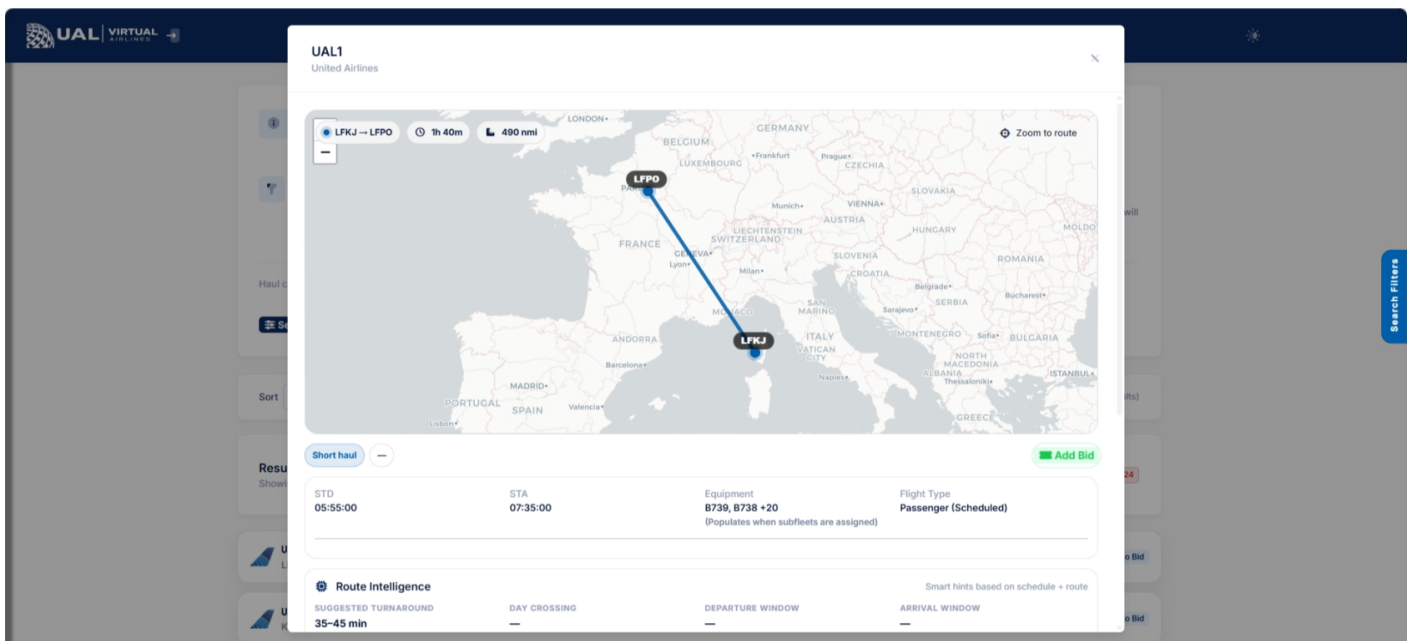 UAL VIRTUAL AIRLINES
UAL1
United Airlines
LFKJ → LFPO
1h 40m
490 nmi
Zoom to route
LONDON
GERMANY
BELGIUM
LUXEMBOURG
Frankfurt
Prague
CZECHIA
LFPO
SLOVAKIA
Munich
VIENNA
AUSTRIA
LIECHTENSTEIN
SWITZERLAND
HUNGARY
MOLDO
FRANCE
GENEVA
Lyon
Milan
SLOVENIA
CROATIA
ROMANIA
Belgrade
Bucharest
SAN MARINO
Sarajevo
SERBIA
MONACO
LFKJ
ANDORRA
ITALY
VATICAN CITY
MONTENEGRO
Sofia
BULGARIA
NORTH MACEDONIA
Barcelona
Naples
ALBANIA
Thessaloniki
ISTANBUL
MADRID
PORTUGAL
SPAIN
Valencia
Lisbon
GREECE
Short haul
—
Add Bid
STD
05:55:00
STA
07:35:00
Equipment
B739, B738 +20
(Populates when subfleets are assigned)
Flight Type
Passenger (Scheduled)
Route Intelligence
Smart hints based on schedule + route
SUGGESTED TURNAROUND
35–45 min
DAY CROSSING
—
DEPARTURE WINDOW
—
ARRIVAL WINDOW
—
Search Filters
will
Haul c
Se
Sort
lts)
Resu
Showi
24
o Bid
o Bid